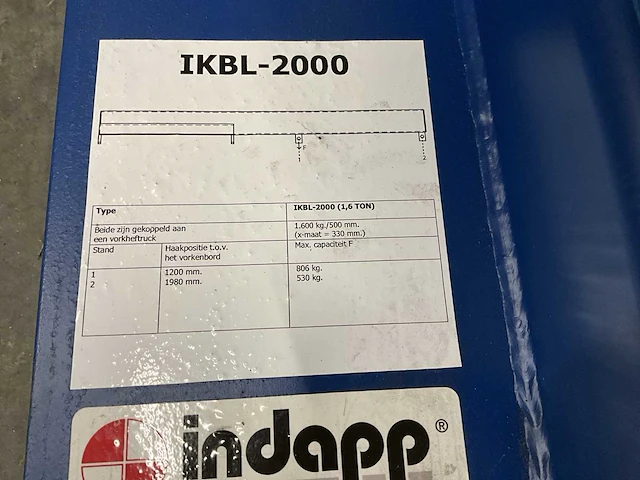 IKBL-2000
F
1
2
Type
IKBL-2000 (1,6 TON)
Beide zijn gekoppeld aan
een vorkheftruck
1.600 kg./500 mm.
(x-maat = 330 mm.)
Stand
Haakpositie t.o.v.
het vorkenbord
Max. capaciteit F
1
1200 mm.
806 kg.
2
1980 mm.
530 kg.
indapp®